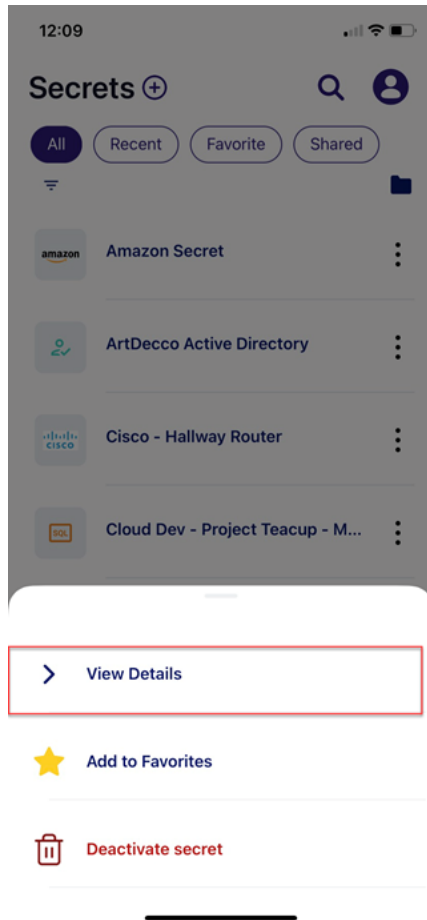 12:09
Secrets
All Recent Favorite Shared
amazon Amazon Secret
ArtDecco Active Directory
CISCO Cisco - Hallway Router
SQL Cloud Dev - Project Teacup - M...
View Details
Add to Favorites
Deactivate secret